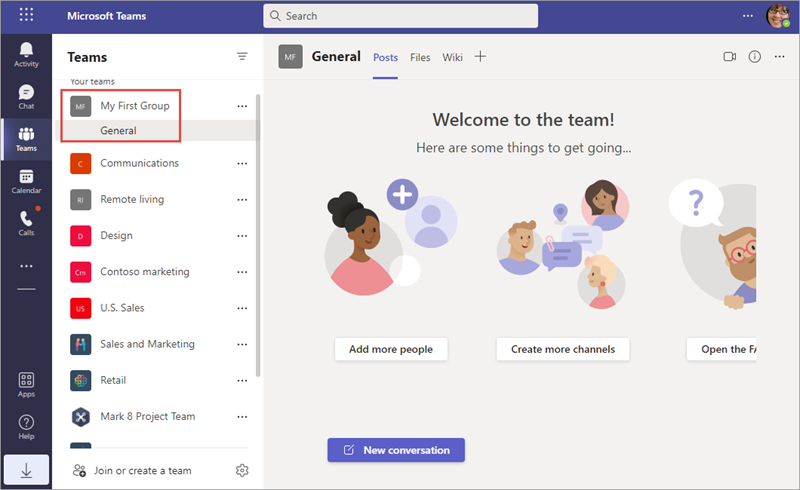 Microsoft Teams
Search
Activity
Chat
Teams
Calendar
Calls
Apps
Help
Teams
Your teams
MF My First Group
General
C Communications
RI Remote living
D Design
Cm Contoso marketing
US U.S. Sales
Sales and Marketing
Retail
Mark 8 Project Team
Join or create a team
MF General Posts Files Wiki
Welcome to the team!
Here are some things to get going...
?
Add more people
Create more channels
Open the FA
New conversation